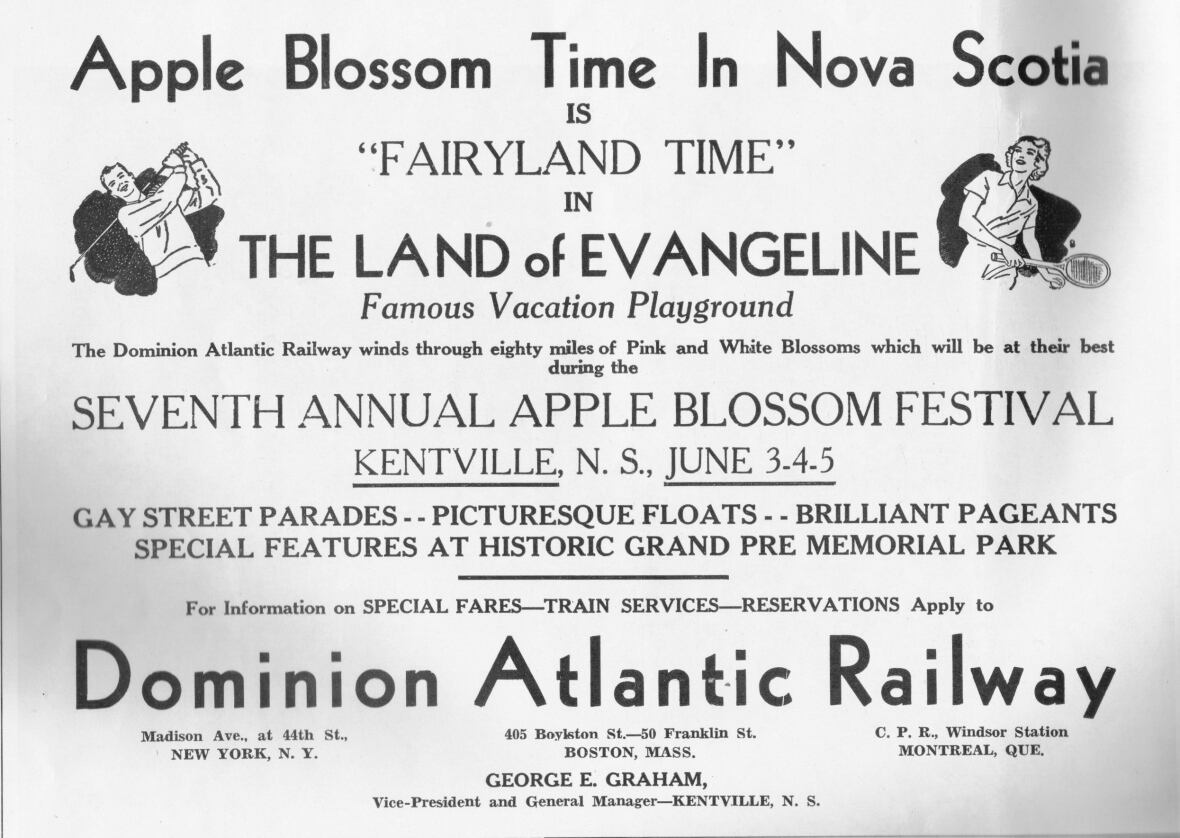 Apple Blossom Time In Nova Scotia
IS
"FAIRYLAND TIME"
IN
THE LAND of EVANGELINE
Famous Vacation Playground
The Dominion Atlantic Railway winds through eighty miles of Pink and White Blossoms which will be at their best
during the
SEVENTH ANNUAL APPLE BLOSSOM FESTIVAL
KENTVILLE, N. S., JUNE 3-4-5
GAY STREET PARADES - - PICTURESQUE FLOATS - - BRILLIANT PAGEANTS
SPECIAL FEATURES AT HISTORIC GRAND PRE MEMORIAL PARK
For Information on SPECIAL FARES—TRAIN SERVICES—RESERVATIONS Apply to
Dominion Atlantic Railway
Madison Ave., at 44th St.,
NEW YORK, N. Y.
405 Boylston St.—50 Franklin St.
BOSTON, MASS.
C. P. R., Windsor Station
MONTREAL, QUE.
GEORGE E. GRAHAM,
Vice-President and General Manager—KENTVILLE, N. S.